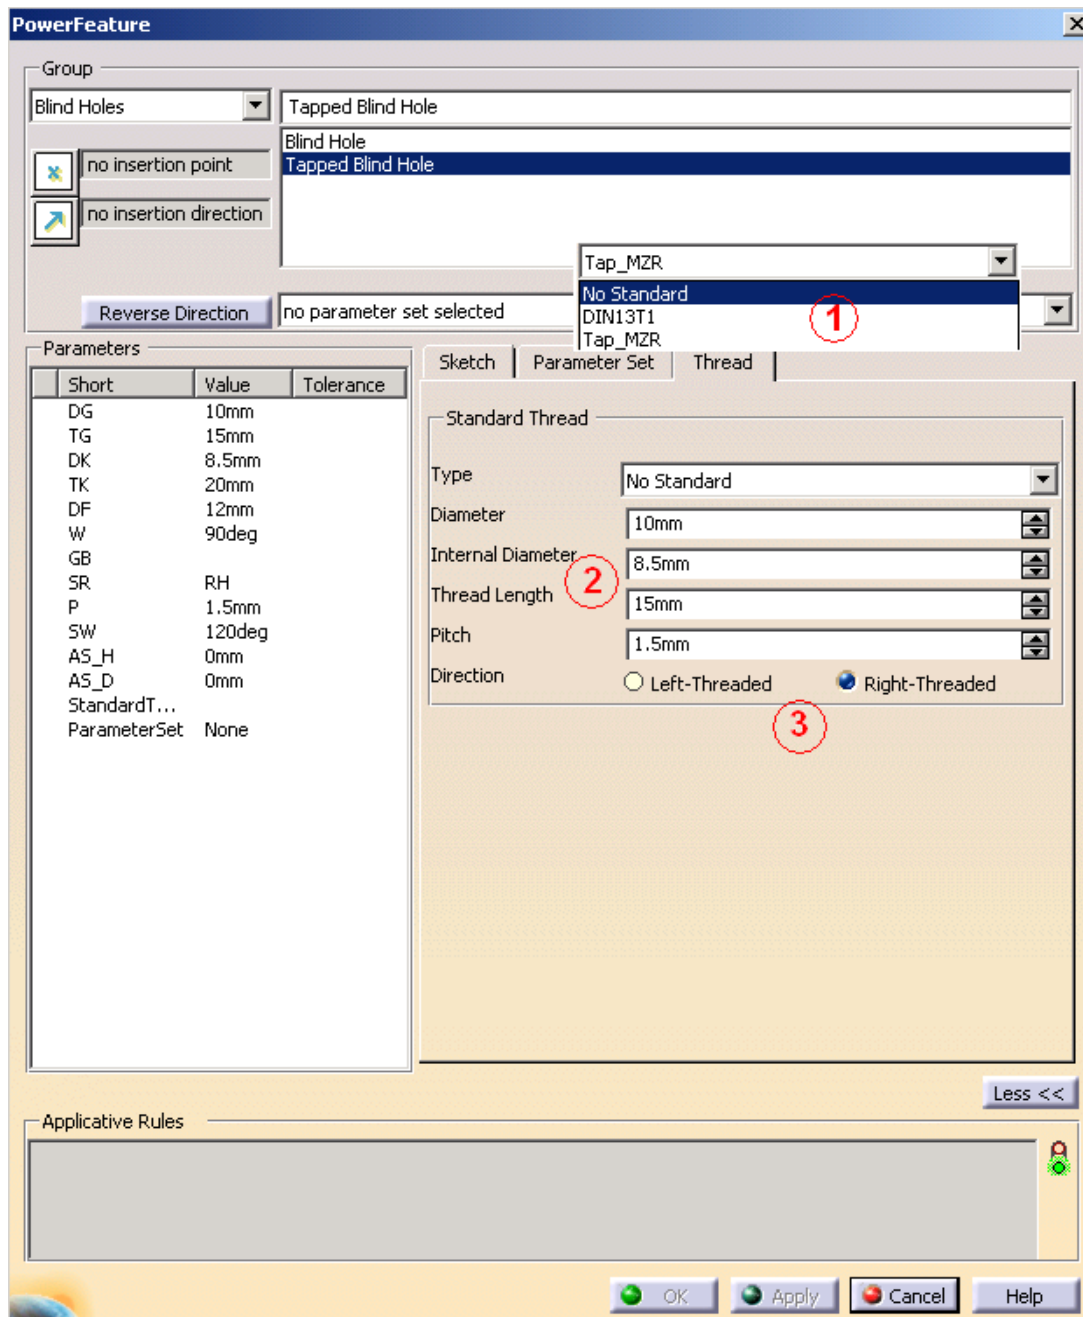 PowerFeature
Group
Blind Holes
Tapped Blind Hole
Blind Hole
Tapped Blind Hole
no insertion point
no insertion direction
Tap_MZR
No Standard
DIN13T1
Tap_MZR
1
Reverse Direction
no parameter set selected
Parameters
Short Value Tolerance
DG 10mm
TG 15mm
DK 8.5mm
TK 20mm
DF 12mm
W 90deg
GB
SR RH
P 1.5mm
SW 120deg
AS_H 0mm
AS_D 0mm
StandardT...
ParameterSet None
Sketch Parameter Set Thread
Standard Thread
Type No Standard
Diameter 10mm
Internal Diameter 8.5mm
2
Thread Length 15mm
Pitch 1.5mm
Direction Left-Threaded Right-Threaded
3
Less <<
Applicative Rules
OK Apply Cancel Help